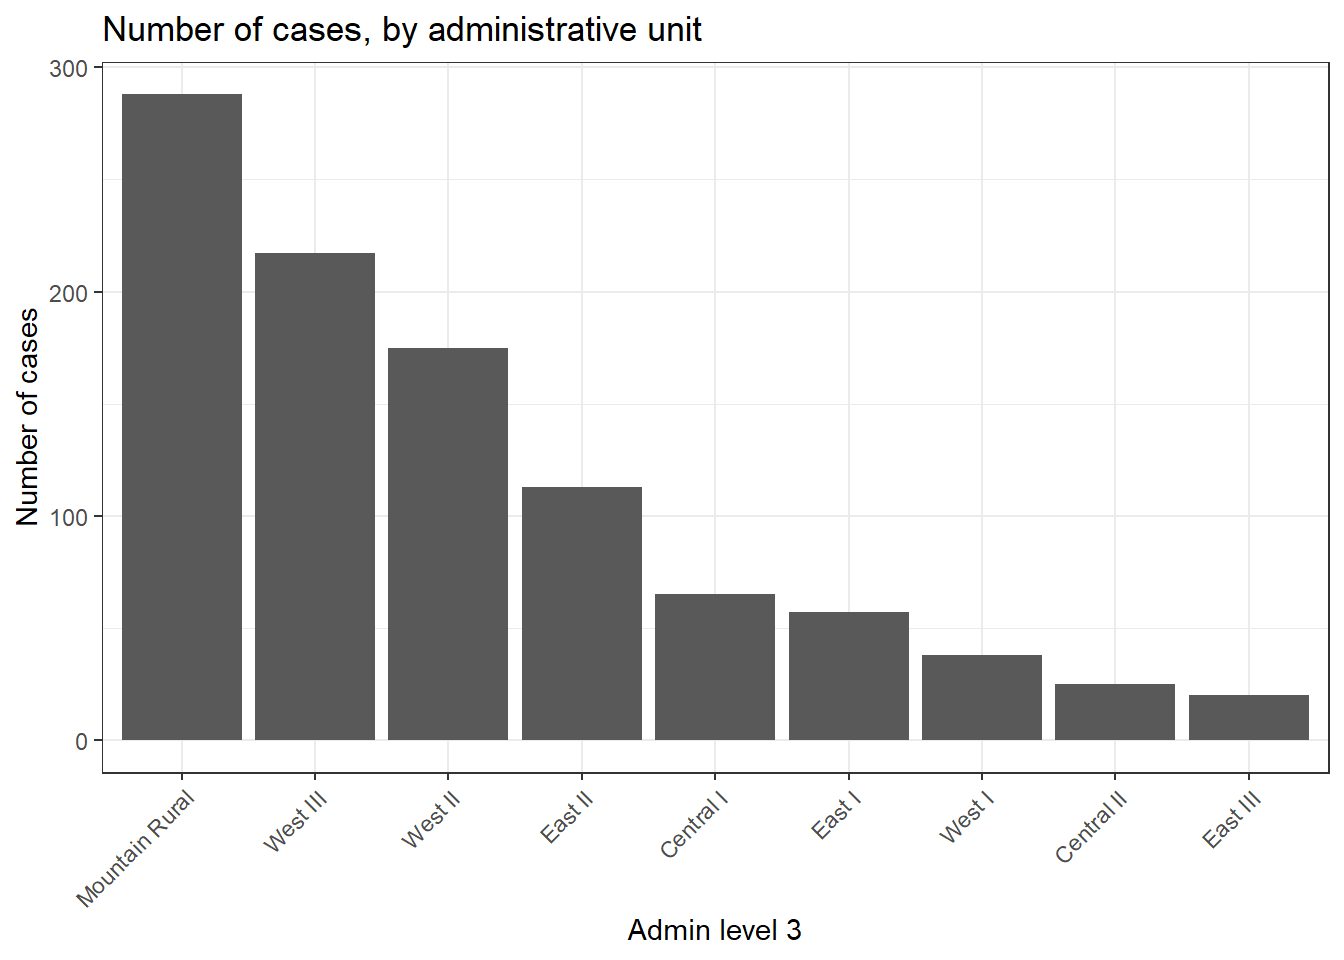 Number of cases, by administrative unit
Number of cases
300
200
100
0
Mountain Rural
West III
West II
East II
Central I
East I
West I
Central II
East III
Admin level 3